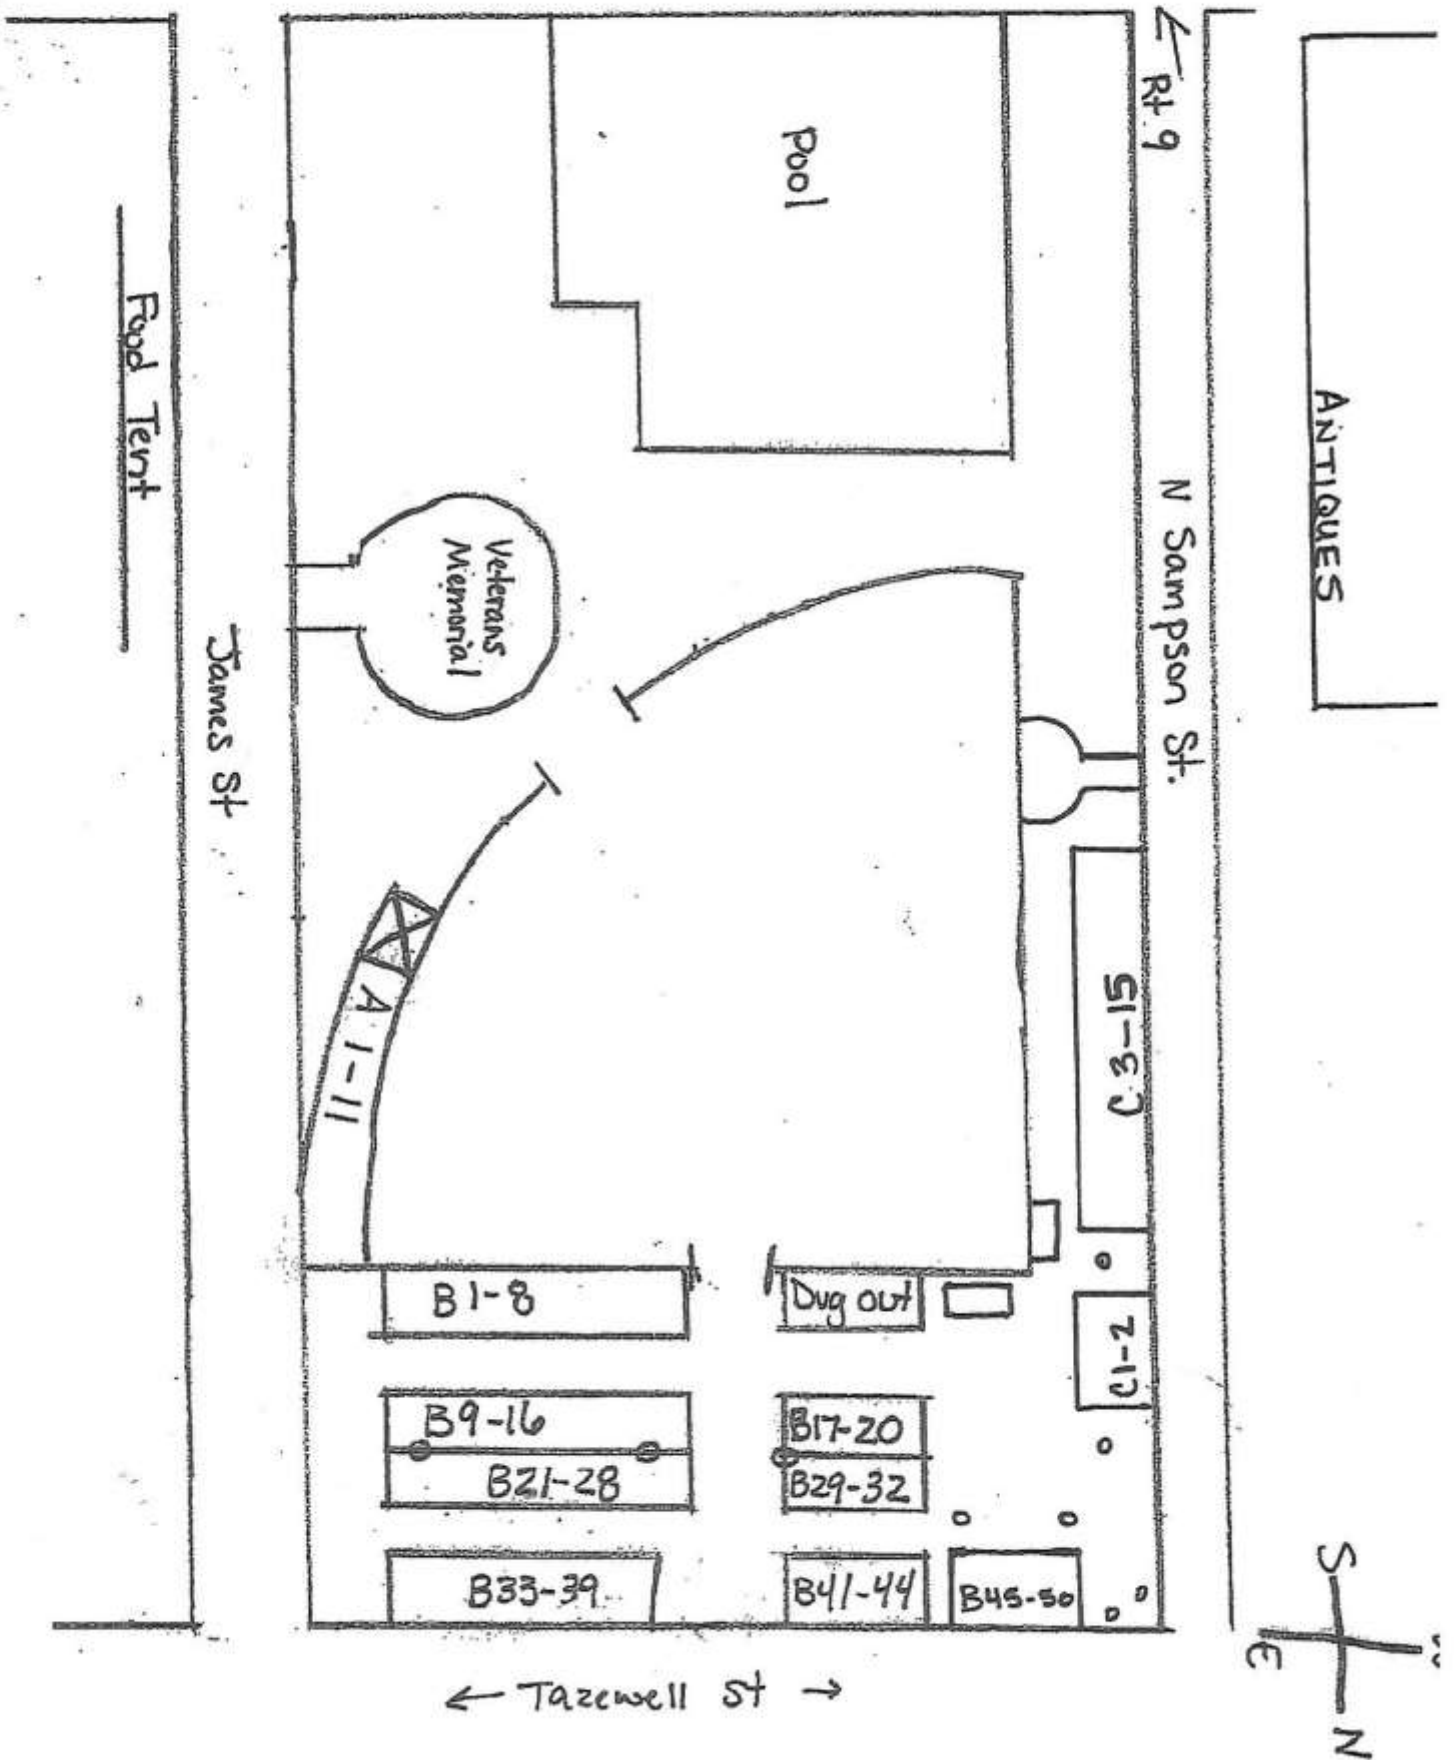 ← Rt 9
ANTIQUES
Pool
N Sampson St.
Food Tent
Veterans
Memorial
James St
A 1-11
C 3-15
B1-8
Dug out
C1-2
B9-16
B17-20
B21-28
B29-32
B33-39
B41-44
B45-50
S
E
N
← Tazewell St →